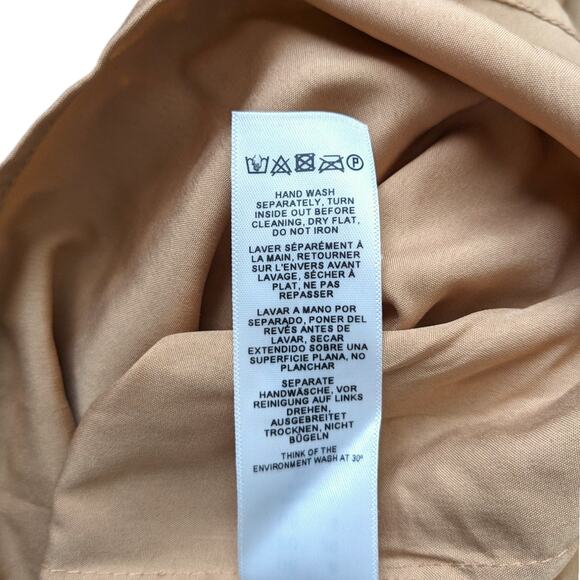 P
HAND WASH
SEPARATELY, TURN
INSIDE OUT BEFORE
CLEANING, DRY FLAT,
DO NOT IRON
LAVER SÉPARÉMENT À
LA MAIN, RETOURNER
SUR L'ENVERS AVANT
LAVAGE, SÉCHER À
PLAT, NE PAS
REPASSER
LAVAR A MANO POR
SEPARADO, PONER DEL
REVÉS ANTES DE
LAVAR, SECAR
EXTENDIDO SOBRE UNA
SUPERFICIE PLANA, NO
PLANCHAR
SEPARATE
HANDWÄSCHE, VOR
REINIGUNG AUF LINKS
DREHEN,
AUSGEBREITET
TROCKNEN, NICHT
BÜGELN
THINK OF THE
ENVIRONMENT WASH AT 30º